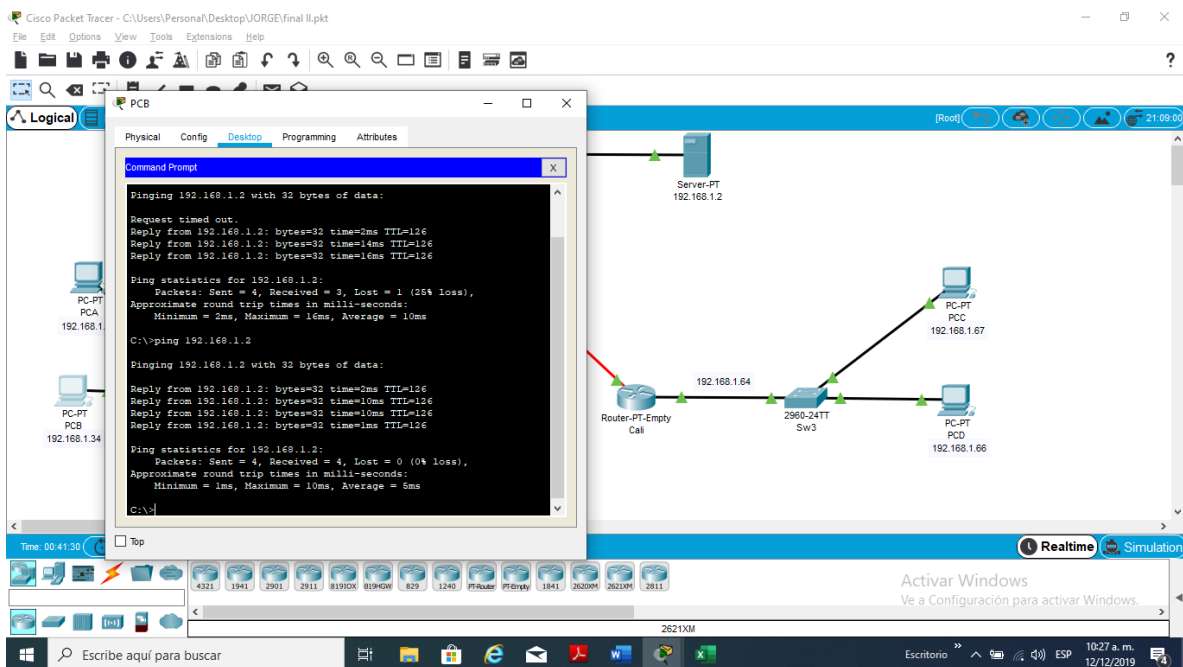 Cisco Packet Tracer - C:\Users\Personal\Desktop\JORGE\final II.pkt
File Edit Options View Tools Extensions Help
?
Logical
[Root]
21:09:00
PCB
Physical Config Desktop Programming Attributes
Command Prompt
X
Pinging 192.168.1.2 with 32 bytes of data:
Request timed out.
Reply from 192.168.1.2: bytes=32 time=2ms TTL=126
Reply from 192.168.1.2: bytes=32 time=14ms TTL=126
Reply from 192.168.1.2: bytes=32 time=16ms TTL=126
Ping statistics for 192.168.1.2:
Packets: Sent = 4, Received = 3, Lost = 1 (25% loss),
Approximate round trip times in milli-seconds:
Minimum = 2ms, Maximum = 16ms, Average = 10ms
C:\>ping 192.168.1.2
Pinging 192.168.1.2 with 32 bytes of data:
Reply from 192.168.1.2: bytes=32 time=2ms TTL=126
Reply from 192.168.1.2: bytes=32 time=10ms TTL=126
Reply from 192.168.1.2: bytes=32 time=10ms TTL=126
Reply from 192.168.1.2: bytes=32 time=1ms TTL=126
Ping statistics for 192.168.1.2:
Packets: Sent = 4, Received = 4, Lost = 0 (0% loss),
Approximate round trip times in milli-seconds:
Minimum = 1ms, Maximum = 10ms, Average = 5ms
C:\>
Top
PC-PT
PCA
192.168.1.
PC-PT
PCB
192.168.1.34
Server-PT
192.168.1.2
PC-PT
PCC
192.168.1.67
192.168.1.64
Router-PT-Empty
Cali
2960-24TT
Sw3
PC-PT
PCD
192.168.1.66
Time: 00:41:30
Realtime
Simulation
4321 1941 2901 2911 819IOX 819HGW 829 1240 PT-Router PT-Empty 1841 2620XM 2621XM 2811
2621XM
Activar Windows
Ve a Configuración para activar Windows.
Escribe aquí para buscar
Escritorio
ESP
10:27 a. m.
12/12/2019
4